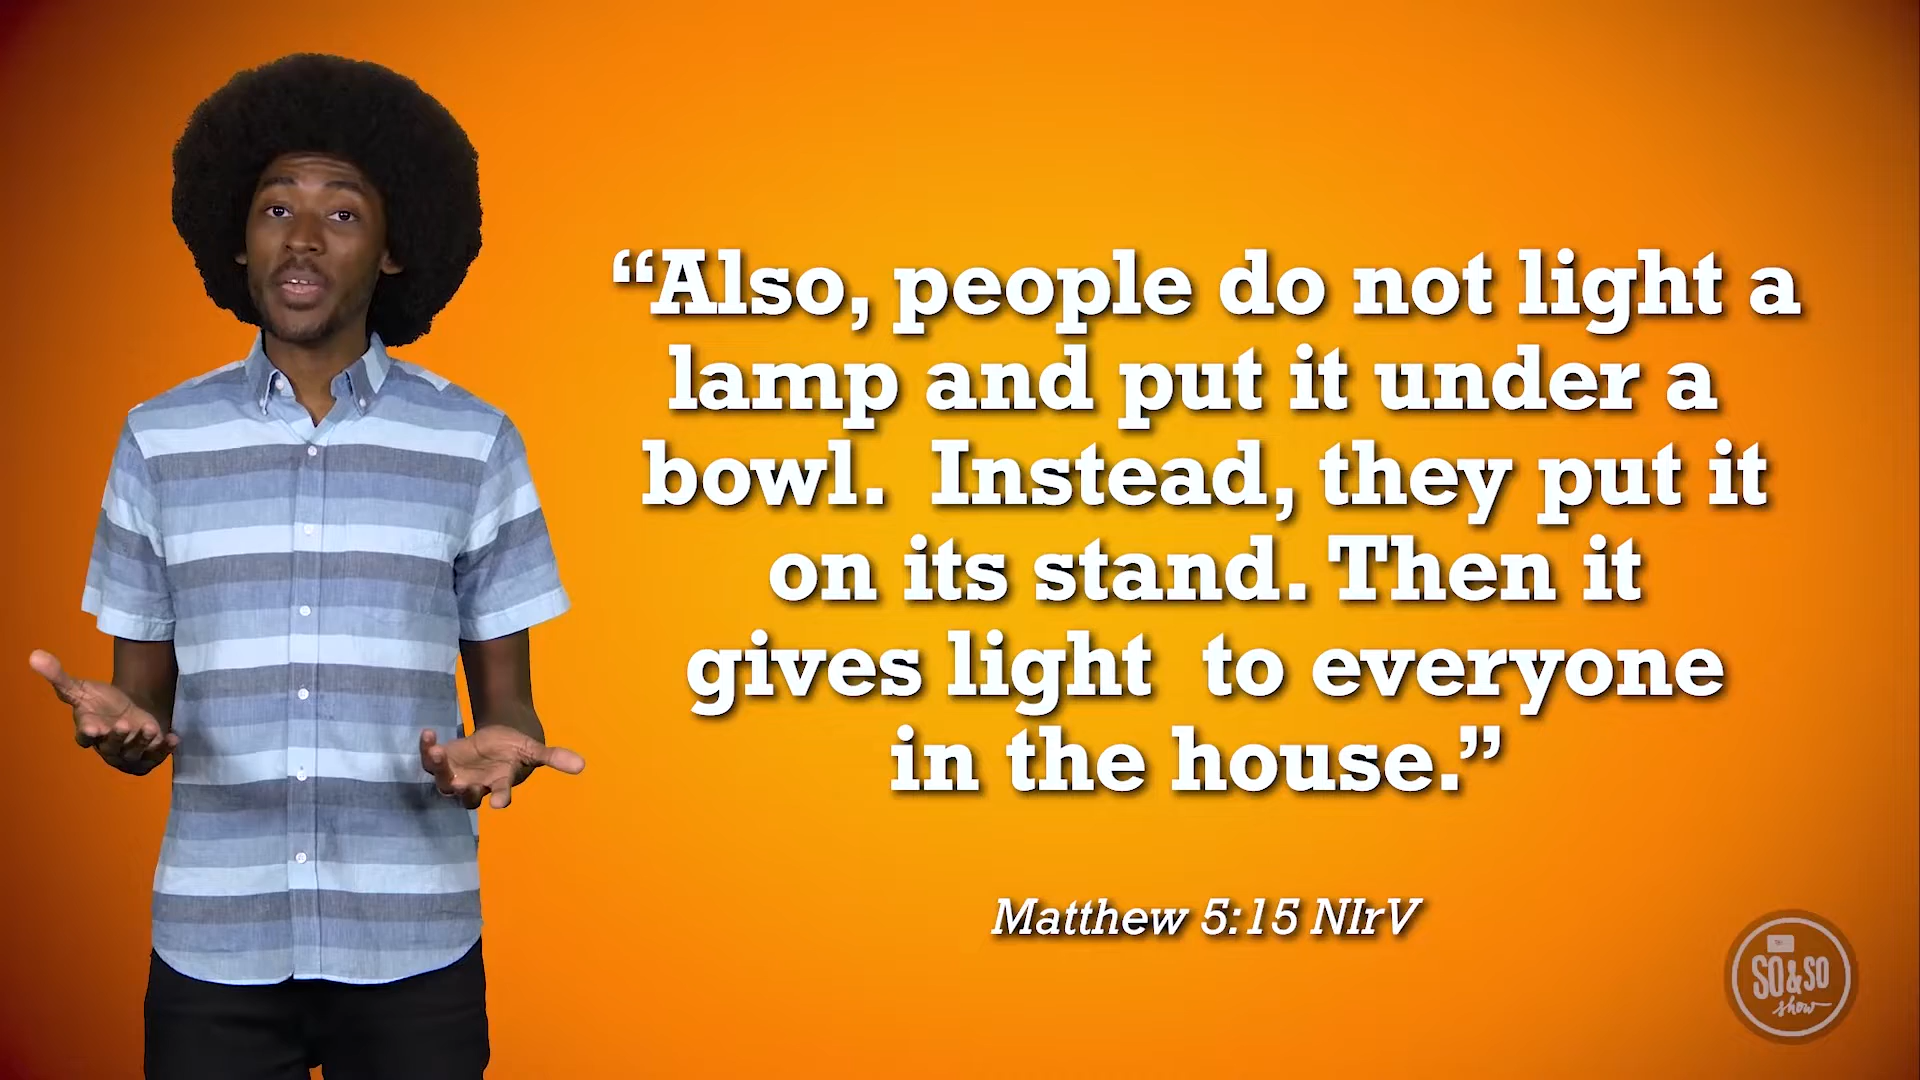 “Also, people do not light a
lamp and put it under a
bowl. Instead, they put it
on its stand. Then it
gives light to everyone
in the house.”
Matthew 5:15 NIrV
SO & SO
show